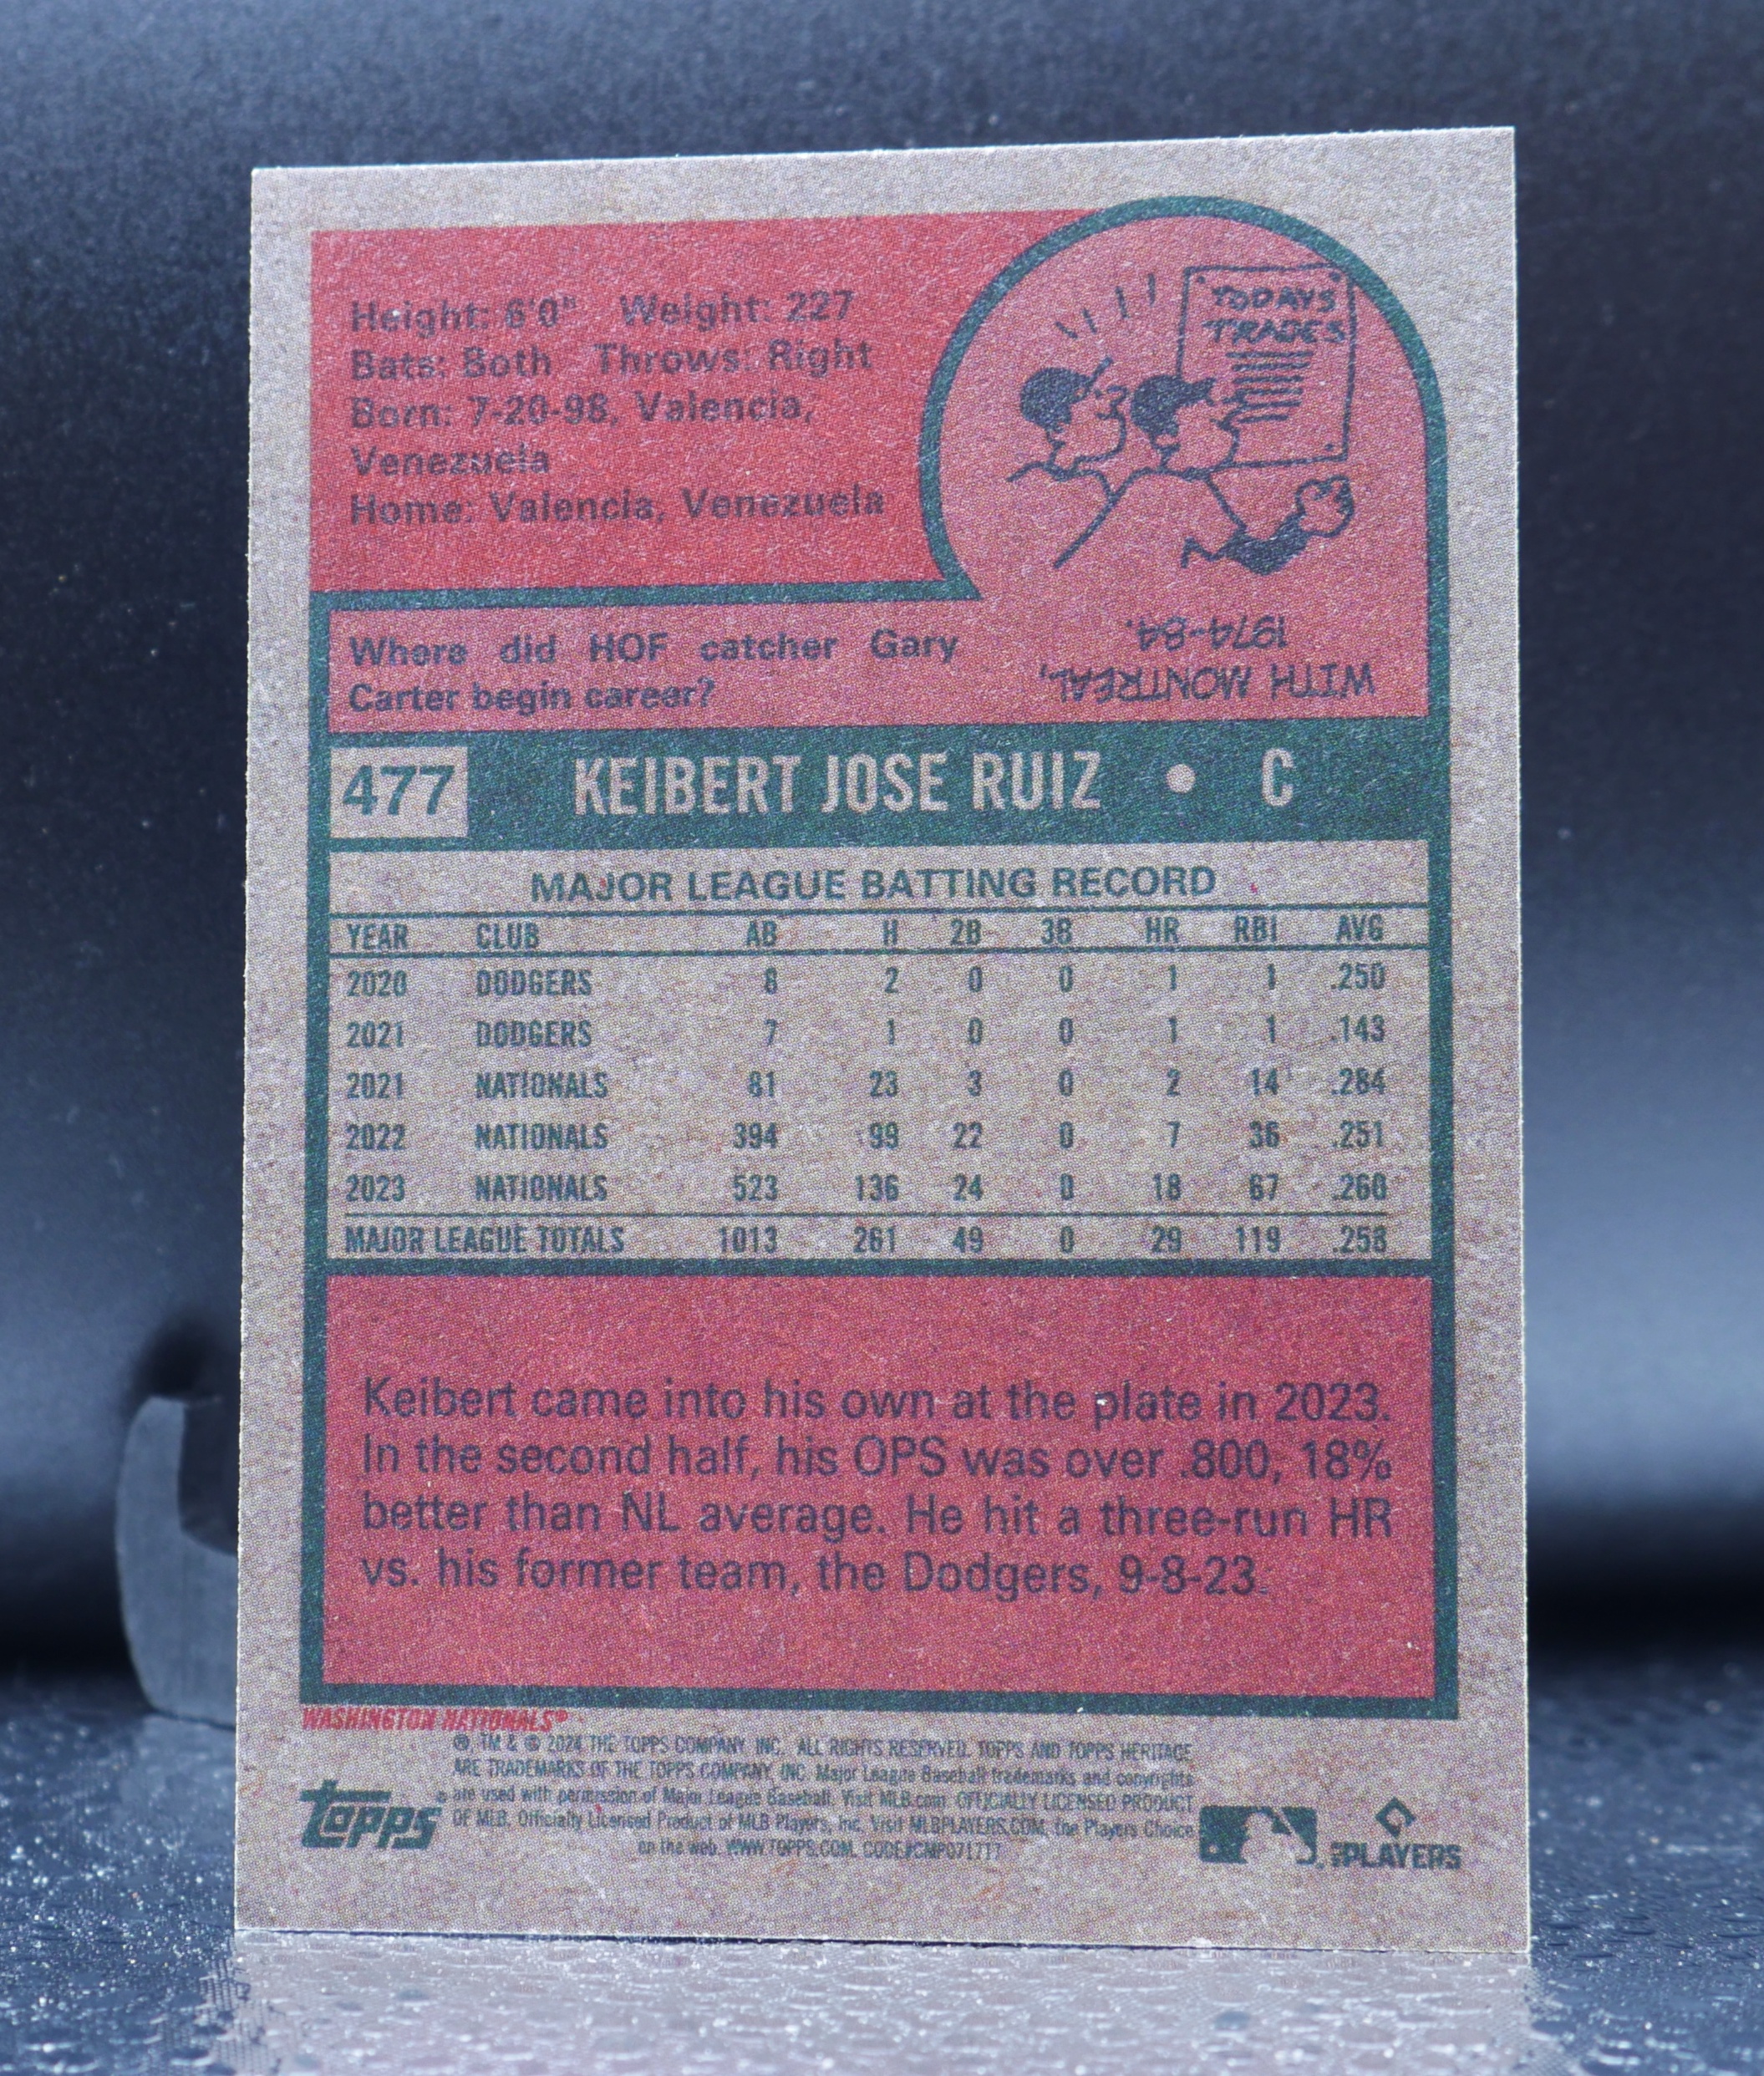 Height: 6'0" Weight: 227
Bats: Both Throws: Right
Born: 7-20-98, Valencia,
Venezuela
Home: Valencia, Venezuela
TODAYS
TRADES
Where did HOF catcher Gary
Carter begin career?
WITH MONTREAL,
1974-84.
477 KEIBERT JOSE RUIZ • C
MAJOR LEAGUE BATTING RECORD
YEAR CLUB AB H 2B 3B HR RBI AVG
2020 DODGERS 8 2 0 0 1 1 .250
2021 DODGERS 7 1 0 0 1 1 .143
2021 NATIONALS 81 23 3 0 2 14 .284
2022 NATIONALS 394 99 22 0 7 36 .251
2023 NATIONALS 523 136 24 0 18 67 .260
MAJOR LEAGUE TOTALS 1013 261 49 0 29 119 .258
Keibert came into his own at the plate in 2023.
In the second half, his OPS was over .800, 18%
better than NL average. He hit a three-run HR
vs. his former team, the Dodgers, 9-8-23.
WASHINGTON NATIONALS®
®, TM & © 2024 THE TOPPS COMPANY, INC. ALL RIGHTS RESERVED. TOPPS AND TOPPS HERITAGE
ARE TRADEMARKS OF THE TOPPS COMPANY, INC. Major League Baseball trademarks and copyrights
are used with permission of Major League Baseball. Visit MLB.com. OFFICIALLY LICENSED PRODUCT
OF MLB. Officially Licensed Product of MLB Players, Inc. Visit MLBPLAYERS.COM, the Players Choice
on the web. WWW.TOPPS.COM. CODE#CMP071717
topps®
MLB PLAYERS